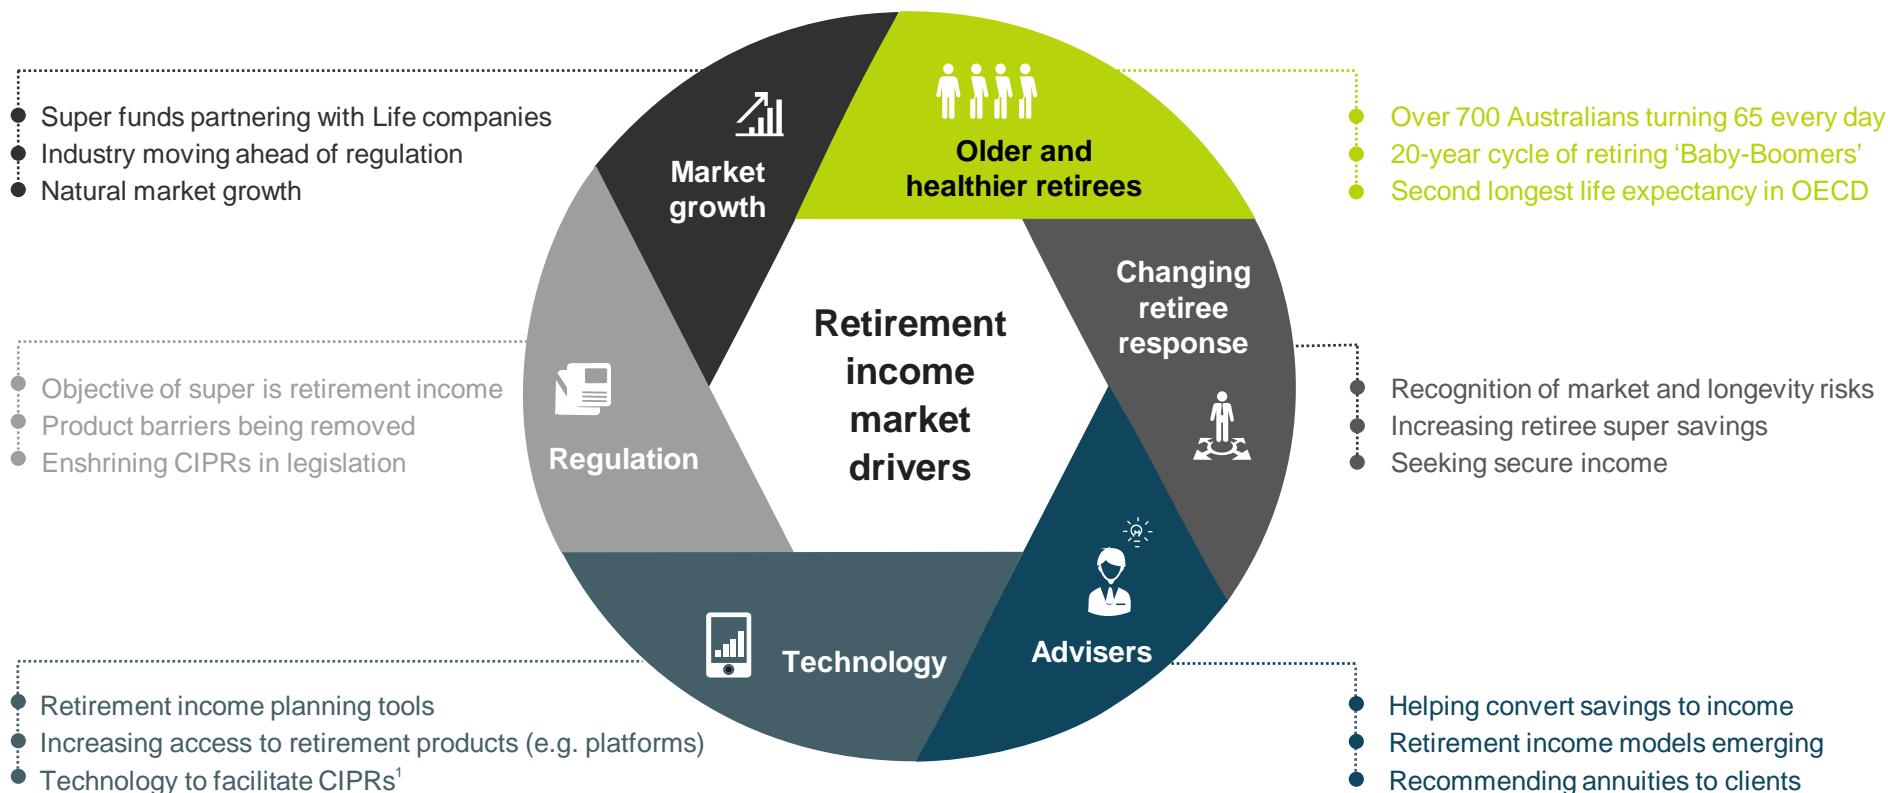 Super funds partnering with Life companies
Industry moving ahead of regulation
Natural market growth
Market
growth
Older and
healthier retirees
Over 700 Australians turning 65 every day
20-year cycle of retiring ‘Baby-Boomers’
Second longest life expectancy in OECD
Changing
retiree
response
Recognition of market and longevity risks
Increasing retiree super savings
Seeking secure income
Retirement
income
market
drivers
Objective of super is retirement income
Product barriers being removed
Enshrining CIPRs in legislation
Regulation
Technology
Retirement income planning tools
Increasing access to retirement products (e.g. platforms)
Technology to facilitate CIPRs¹
Advisers
Helping convert savings to income
Retirement income models emerging
Recommending annuities to clients